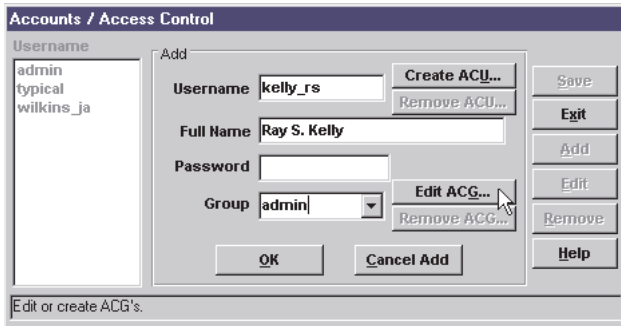 Accounts / Access Control
Username
admin
typical
wilkins_ja
Add
Username kelly_rs
Create ACU...
Remove ACU...
Full Name Ray S. Kelly
Password
Group admin
Edit ACG...
Remove ACG...
OK
Cancel Add
Save
Exit
Add
Edit
Remove
Help
Edit or create ACG's.